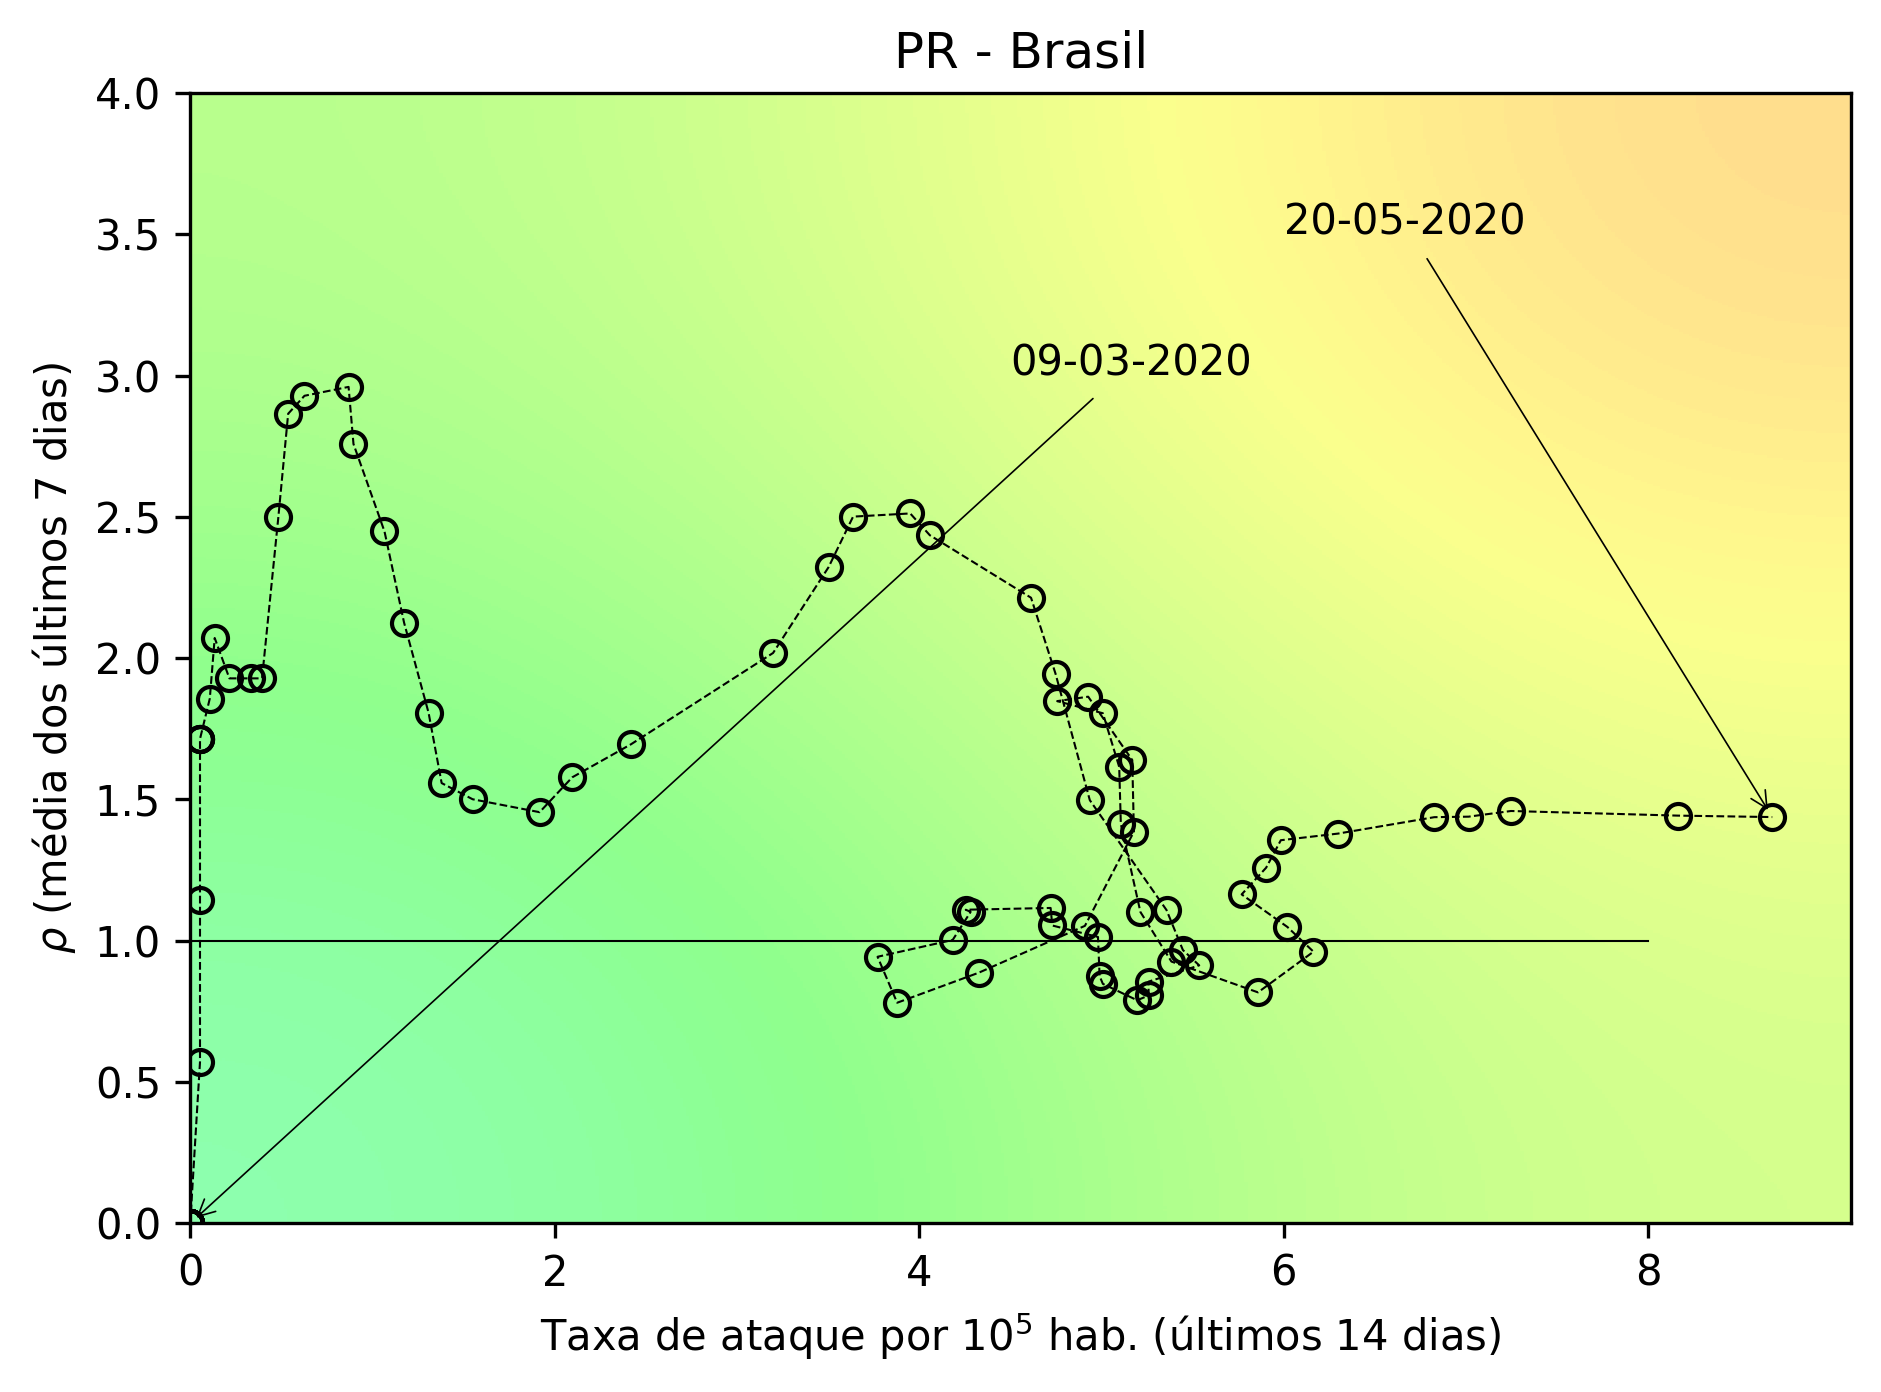 PR - Brasil
4.0
3.5
3.0
2.5
2.0
1.5
1.0
0.5
0.0
ρ (média dos últimos 7 dias)
20-05-2020
09-03-2020
0 2 4 6 8
Taxa de ataque por 10⁵ hab. (últimos 14 dias)